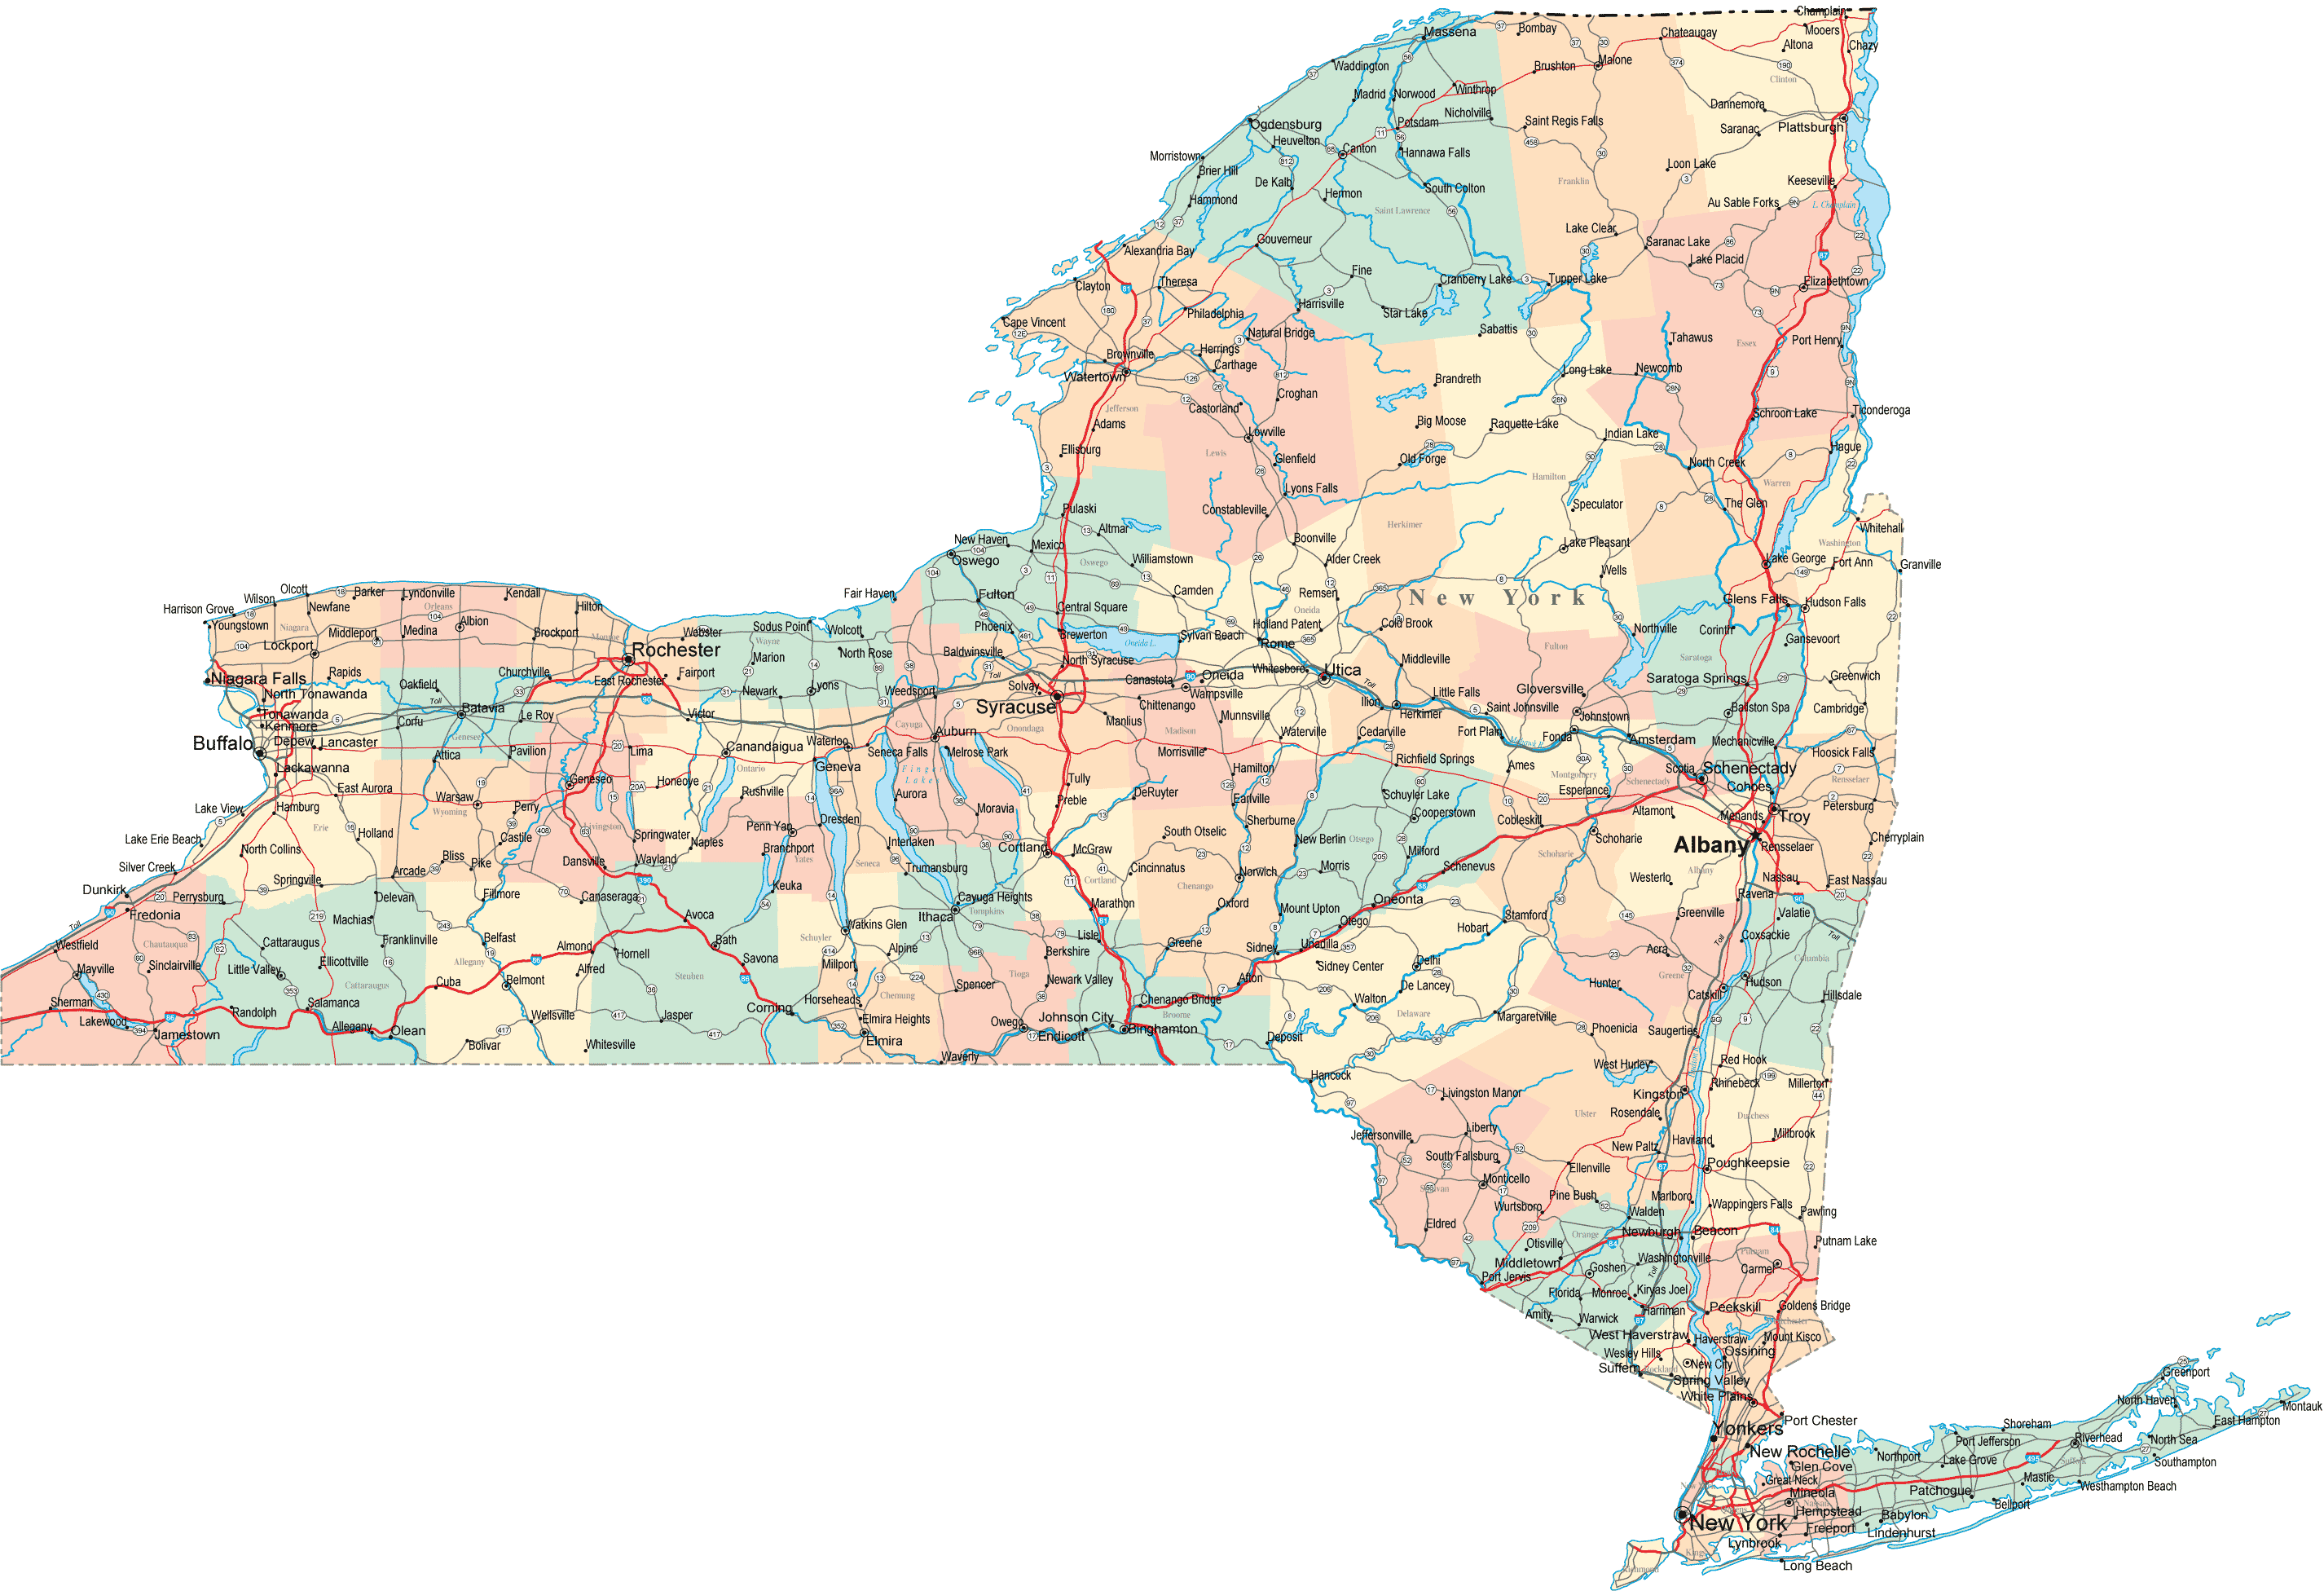 Champlain
Mooers
Chazy
Altona
Clinton
Massena
Bombay
Chateaugay
Malone
Brushton
Waddington
Madrid
Norwood
Winthrop
Nicholville
Potsdam
Ogdensburg
Heuvelton
Canton
Hannawa Falls
Saint Regis Falls
Dannemora
Saranac
Plattsburgh
Morristown
Brier Hill
De Kalb
Hermon
South Colton
Hammond
Saint Lawrence
Franklin
Loon Lake
Keeseville
Au Sable Forks
L. Champlain
Lake Clear
Saranac Lake
Lake Placid
Gouverneur
Alexandria Bay
Clayton
Theresa
Fine
Cranberry Lake
Tupper Lake
Elizabethtown
Cape Vincent
Philadelphia
Harrisville
Star Lake
Natural Bridge
Sabattis
Tahawus
Essex
Port Henry
Brownville
Herrings
Carthage
Watertown
Brandreth
Long Lake
Newcomb
Jefferson
Castorland
Croghan
Adams
Big Moose
Raquette Lake
Schroon Lake
Ticonderoga
Ellisburg
Lowville
Indian Lake
Hague
Lewis
Glenfield
Old Forge
North Creek
Lyons Falls
Hamilton
Warren
Pulaski
Constableville
Speculator
The Glen
Altmar
Herkimer
Whitehall
New Haven
Mexico
Boonville
Lake Pleasant
Washington
Oswego
Oswego
Williamstown
Alder Creek
Lake George
Fort Ann
Granville
Wells
Fair Haven
Fulton
Camden
Remsen
New York
Glens Falls
Hudson Falls
Olcott
Barker
Lyndonville
Kendall
Wilson
Newfane
Orleans
Hilton
Harrison Grove
Central Square
Oneida
Holland Patent
Cold Brook
Northville
Corinth
Gansevoort
Youngstown
Niagara
Middleport
Medina
Albion
Brockport
Monroe
Webster
Wayne
Sodus Point
Wolcott
Phoenix
Brewerton
Oneida L.
Sylvan Beach
Rome
Lockport
Rochester
Marion
North Rose
Baldwinsville
North Syracuse
Whitesboro
Utica
Middleville
Fulton
Saratoga
Niagara Falls
Rapids
Oakfield
Churchville
East Rochester
Fairport
Newark
Lyons
Weedsport
Toll
Solvay
Canastota
Oneida
Wampsville
Toll
Little Falls
Gloversville
Saratoga Springs
Greenwich
North Tonawanda
Toll
Batavia
Syracuse
Chittenango
Ilion
Herkimer
Saint Johnsville
Johnstown
Ballston Spa
Cambridge
Tonawanda
Kenmore
Corfu
Le Roy
Victor
Cayuga
Onondaga
Manlius
Munnsville
Madison
Waterville
Cedarville
Fort Plain
Mohawk R.
Fonda
Amsterdam
Mechanicville
Hoosick Falls
Buffalo
Depew
Lancaster
Genesee
Attica
Pavilion
Lima
Canandaigua
Waterloo
Seneca Falls
Auburn
Melrose Park
Morrisville
Richfield Springs
Lackawanna
Geneseo
Honeoye
Ontario
Geneva
Finger
Lakes
Tully
Hamilton
Ames
Montgomery
Esperance
Schenectady
Scotia
Schenectady
Cohoes
Rensselaer
East Aurora
Warsaw
Perry
Rushville
Aurora
Preble
DeRuyter
Earlville
Schuyler Lake
Petersburg
Lake View
Hamburg
Wyoming
Moravia
Cooperstown
Cobleskill
Altamont
Menands
Troy
Lake Erie Beach
Erie
Holland
Castile
Livingston
Springwater
Penn Yan
Dresden
Sherburne
South Otselic
New Berlin
Otsego
Schoharie
Albany
Rensselaer
Cherryplain
North Collins
Naples
Branchport
Interlaken
Cortland
McGraw
Silver Creek
Bliss
Pike
Dansville
Wayland
Yates
Seneca
Trumansburg
Cincinnatus
Morris
Milford
Schenevus
Schoharie
Westerlo
Albany
Nassau
East Nassau
Springville
Arcade
Cortland
Norwich
Chenango
Dunkirk
Perrysburg
Delevan
Fillmore
Canaseraga
Keuka
Cayuga Heights
Ravena
Fredonia
Machias
Avoca
Ithaca
Tompkins
Marathon
Oxford
Mount Upton
Oneonta
Stamford
Greenville
Valatie
Toll
Watkins Glen
Otego
Hobart
Westfield
Chautauqua
Cattaraugus
Franklinville
Belfast
Almond
Bath
Schuyler
Alpine
Lisle
Greene
Sidney
Unadilla
Acra
Toll
Coxsackie
Toll
Mayville
Sinclairville
Little Valley
Ellicottville
Allegany
Hornell
Savona
Millport
Berkshire
Sidney Center
Delhi
Columbia
Cattaraugus
Cuba
Belmont
Alfred
Steuben
Tioga
Newark Valley
Afton
De Lancey
Hunter
Greene
Catskill
Hudson
Sherman
Spencer
Chemung
Horseheads
Chenango Bridge
Walton
Hillsdale
Lakewood
Randolph
Salamanca
Wellsville
Jasper
Corning
Elmira Heights
Owego
Johnson City
Broome
Delaware
Margaretville
Jamestown
Allegany
Olean
Bolivar
Whitesville
Elmira
Endicott
Binghamton
Deposit
Phoenicia
Saugerties
Waverly
West Hurley
Red Hook
Hancock
Rhinebeck
Millerton
Livingston Manor
Kingston
Ulster
Rosendale
Dutchess
Jeffersonville
Liberty
New Paltz
Haviland
Millbrook
South Fallsburg
Ellenville
Poughkeepsie
Sullivan
Monticello
Pine Bush
Marlboro
Wappingers Falls
Wurtsboro
Walden
Pawling
Eldred
Orange
Newburgh
Beacon
Otisville
Putnam
Putnam Lake
Middletown
Washingtonville
Carmel
Port Jervis
Goshen
Toll
Florida
Monroe
Kiryas Joel
Amity
Warwick
Harriman
Peekskill
Goldens Bridge
Westchester
West Haverstraw
Haverstraw
Mount Kisco
Wesley Hills
Ossining
Suffern
Rockland
New City
Spring Valley
White Plains
Greenport
North Haven
Montauk
Port Chester
East Hampton
Yonkers
Shoreham
New Rochelle
Port Jefferson
Riverhead
North Sea
Glen Cove
Northport
Lake Grove
Suffolk
Southampton
Great Neck
Mastic
Westhampton Beach
Mineola
Patchogue
Nassau
Bellport
Hempstead
Babylon
New York
Freeport
Lindenhurst
Lynbrook
Kings
Long Beach
Richmond